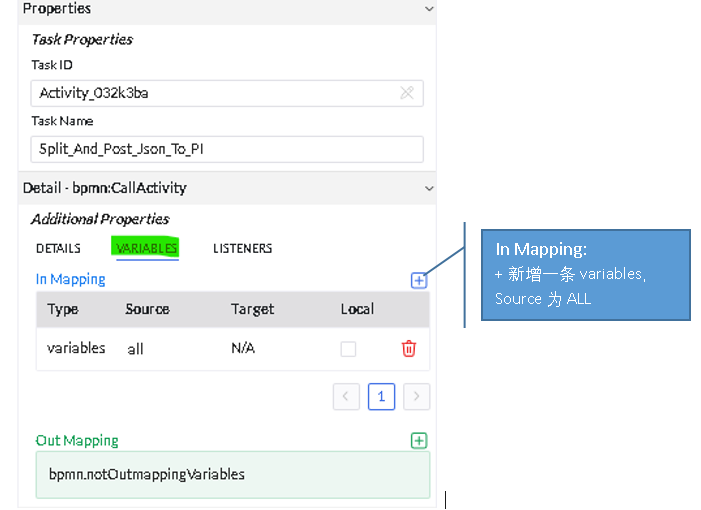 Properties
Task Properties
Task ID
Activity_032k3ba
Task Name
Split_And_Post_Json_To_PI
Detail - bpmn:CallActivity
Additional Properties
DETAILS VARIABLES LISTENERS
In Mapping
Type Source Target Local
variables all N/A
1
Out Mapping
bpmn.notOutmappingVariables
In Mapping:
+ 新增一条 variables,
Source 为 ALL